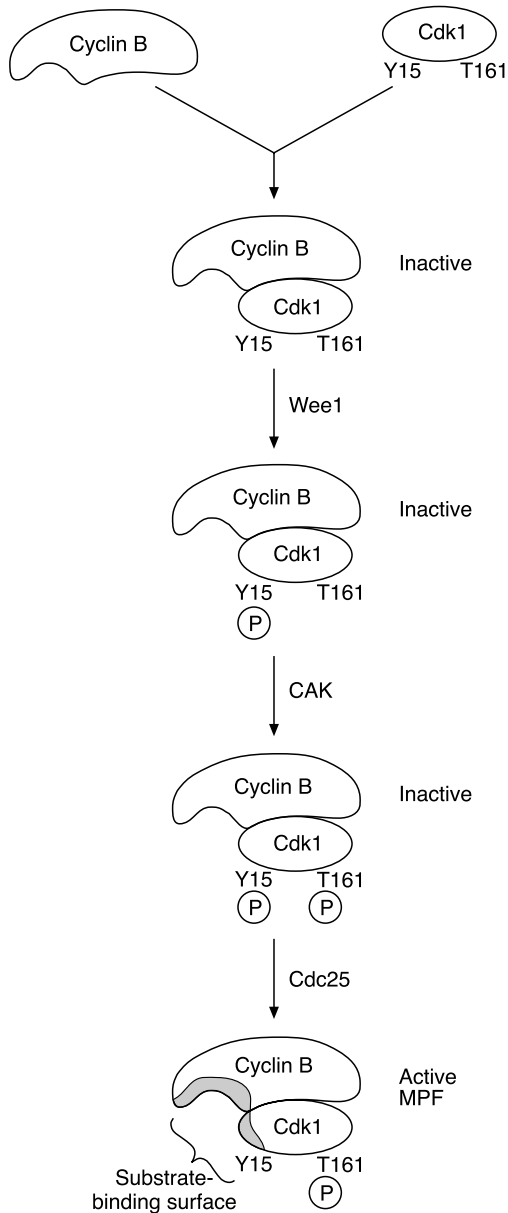 Cyclin B
Cdk1
Y15 T161
Cyclin B
Inactive
Cdk1
Y15 T161
Wee1
Cyclin B
Inactive
Cdk1
Y15 T161
P
CAK
Cyclin B
Inactive
Cdk1
Y15 T161
P P
Cdc25
Cyclin B
Active
MPF
Cdk1
Y15 T161
Substrate-
binding surface
P